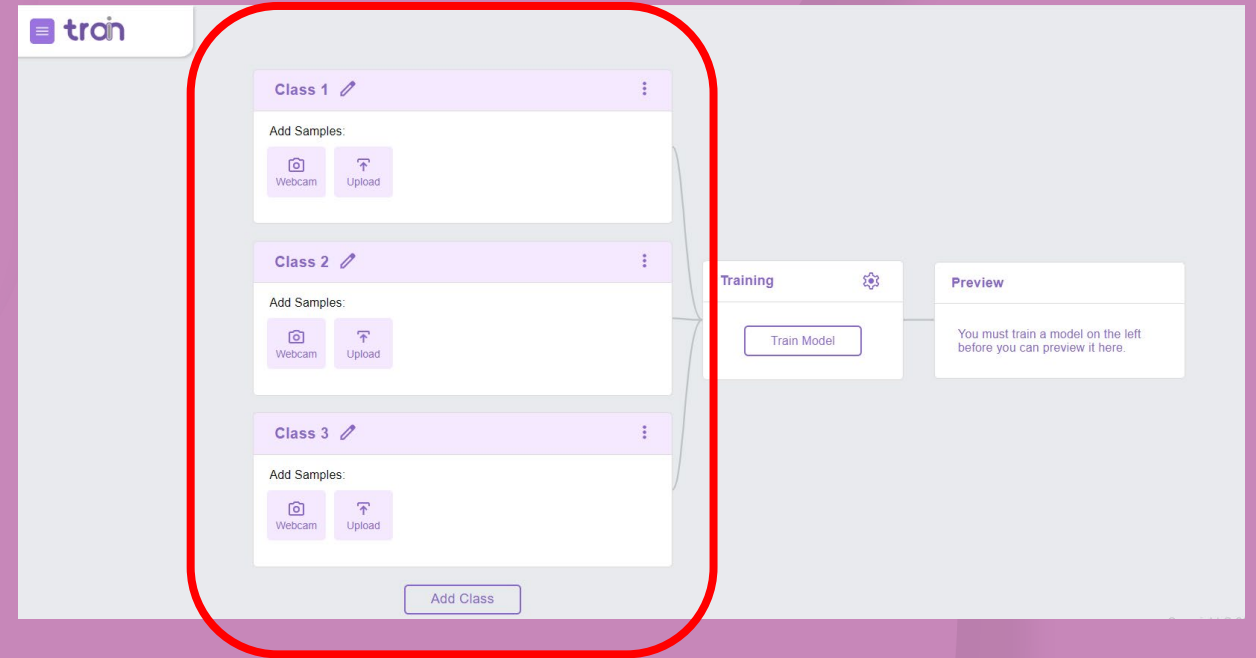 train
Class 1
Add Samples:
Webcam Upload
Class 2
Add Samples:
Webcam Upload
Class 3
Add Samples:
Webcam Upload
Add Class
Training
Train Model
Preview
You must train a model on the left
before you can preview it here.